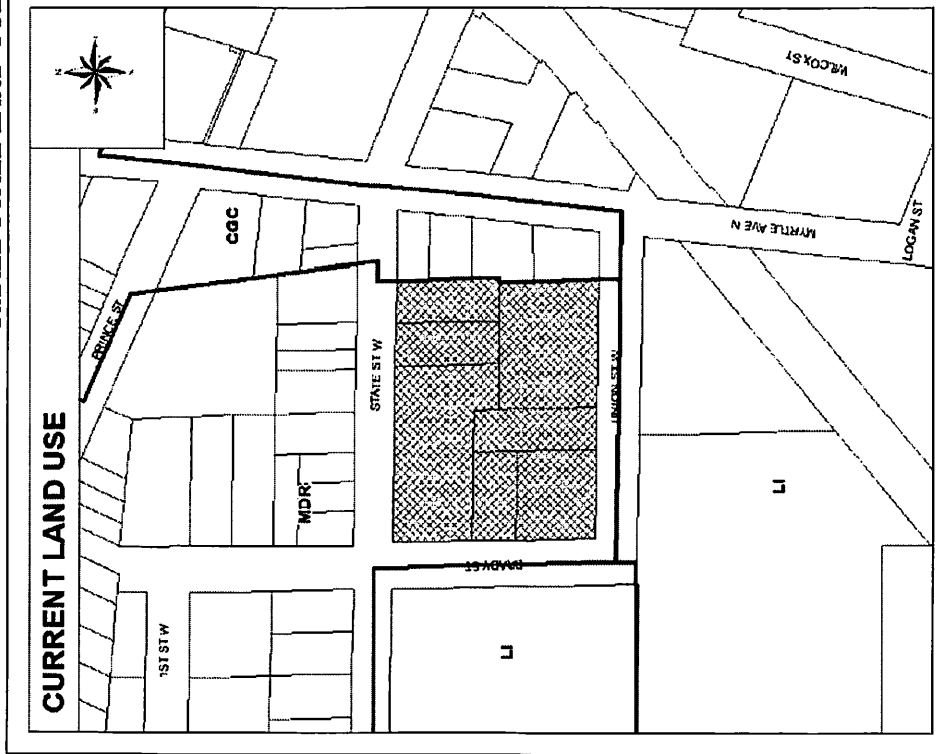 CURRENT LAND USE
N
PRINCE ST
CGC
WILCOX ST
STATE ST W
MYRTLE AVE N
LOGAN ST
MDR
UNION ST W
BRADY ST
1ST ST W
LI
LI